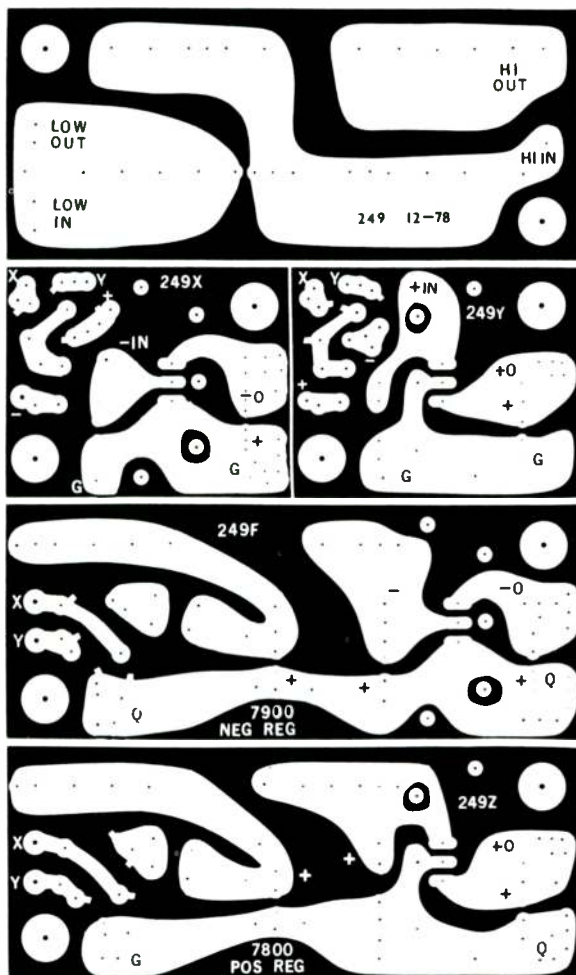 LOW
OUT
HI
OUT
HI IN
LOW
IN
249 12-78
X
Y
+
249X
-IN
-O
+
-
G
G
X
Y
+IN
249Y
-
+
+O
+
G
G
249F
-
-O
X
Y
+
+
+
Q
Q
7900
NEG REG
249Z
X
Y
+
+
+O
+
G
7800
POS REG
Q